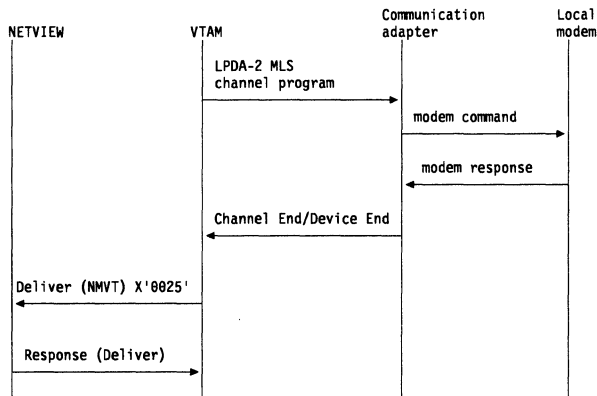 Communication Local
NETVIEW VTAM adapter modem
LPDA-2 MLS
channel program
modem command
modem response
Channel End/Device End
Deliver (NMVT) X'0025'
Response (Deliver)